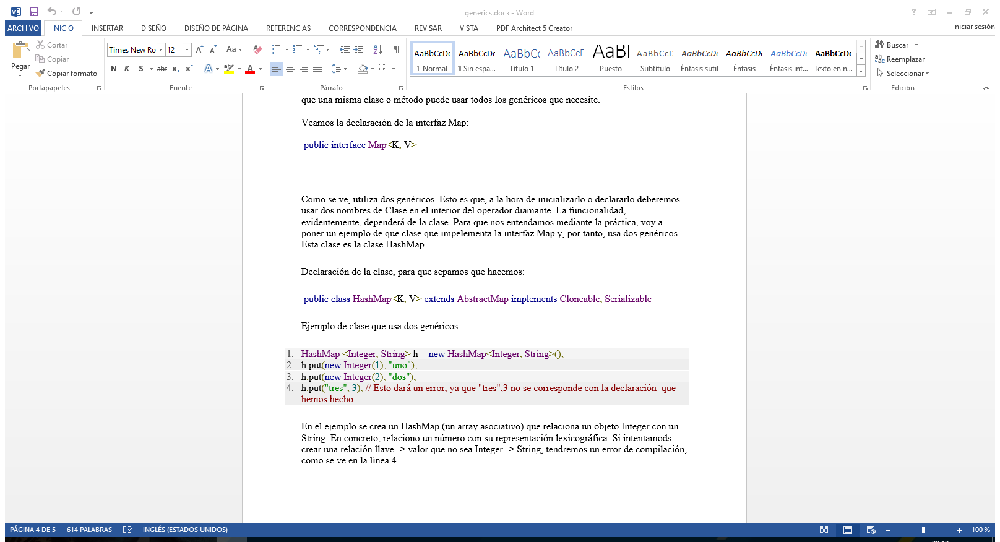 generics.docx - Word
ARCHIVO INICIO INSERTAR DISEÑO DISEÑO DE PÁGINA REFERENCIAS CORRESPONDENCIA REVISAR VISTA PDF Architect 5 Creator Iniciar sesión
Pegar
Cortar
Copiar
Copiar formato
Portapapeles
Times New Ro 12
N K S abc x₂ x²
Fuente
Párrafo
AaBbCcDc AaBbCcDc AaBbC( AaBbCcE AaB AaBbCcC AaBbCcDc AaBbCcDc AaBbCcDc AaBbCcDc
¶ Normal ¶ Sin espa... Título 1 Título 2 Puesto Subtítulo Énfasis sutil Énfasis Énfasis int... Texto en n...
Estilos
Buscar
Reemplazar
Seleccionar
Edición
que una misma clase o método puede usar todos los genéricos que necesite.
Veamos la declaración de la interfaz Map:
public interface Map<K, V>
Como se ve, utiliza dos genéricos. Esto es que, a la hora de inicializarlo o declararlo deberemos
usar dos nombres de Clase en el interior del operador diamante. La funcionalidad,
evidentemente, dependerá de la clase. Para que nos entendamos mediante la práctica, voy a
poner un ejemplo de que clase que impelementa la interfaz Map y, por tanto, usa dos genéricos.
Esta clase es la clase HashMap.
Declaración de la clase, para que sepamos que hacemos:
public class HashMap<K, V> extends AbstractMap implements Cloneable, Serializable
Ejemplo de clase que usa dos genéricos:
1. HashMap <Integer, String> h = new HashMap<Integer, String>();
2. h.put(new Integer(1), "uno");
3. h.put(new Integer(2), "dos");
4. h.put("tres", 3); // Esto dará un error, ya que "tres",3 no se corresponde con la declaración  que
hemos hecho
En el ejemplo se crea un HashMap (un array asociativo) que relaciona un objeto Integer con un
String. En concreto, relaciono un número con su representación lexicográfica. Si intentamods
crear una relación llave -> valor que no sea Integer -> String, tendremos un error de compilación,
como se ve en la línea 4.
PÁGINA 4 DE 5 614 PALABRAS INGLÉS (ESTADOS UNIDOS) 100 %